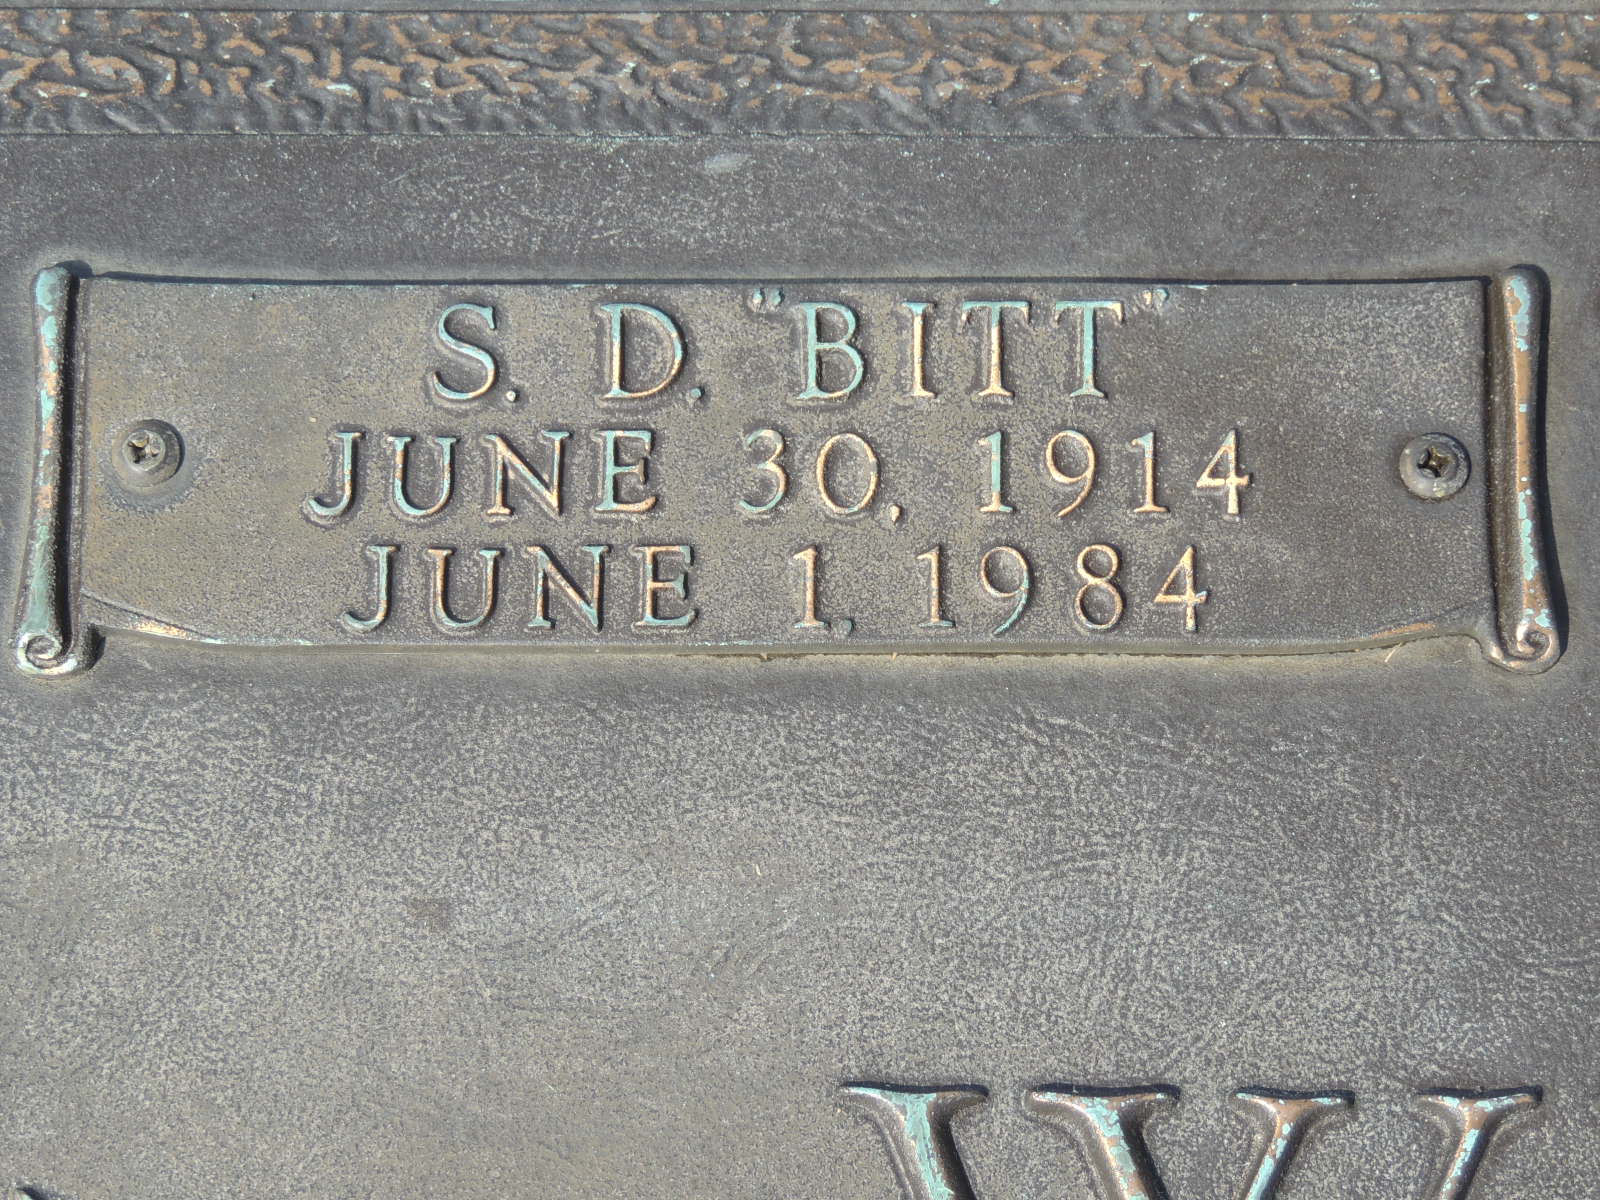 S. D. "BITT"
JUNE 30, 1914
JUNE 1, 1984